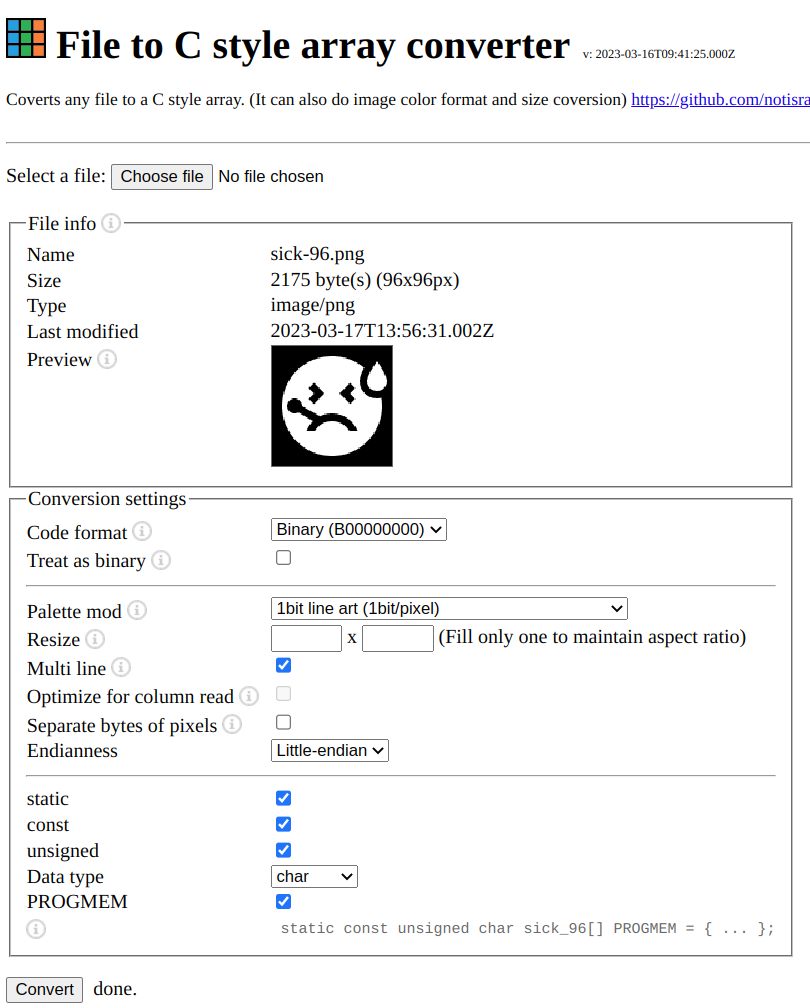 File to C style array converter v: 2023-03-16T09:41:25.000Z
Coverts any file to a C style array. (It can also do image color format and size coversion) https://github.com/notisra
Select a file: Choose file No file chosen
File info
Name sick-96.png
Size 2175 byte(s) (96x96px)
Type image/png
Last modified 2023-03-17T13:56:31.002Z
Preview
Conversion settings
Code format Binary (B00000000)
Treat as binary
Palette mod 1bit line art (1bit/pixel)
Resize x (Fill only one to maintain aspect ratio)
Multi line
Optimize for column read
Separate bytes of pixels
Endianness Little-endian
static
const
unsigned
Data type char
PROGMEM
static const unsigned char sick_96[] PROGMEM = { ... };
Convert done.